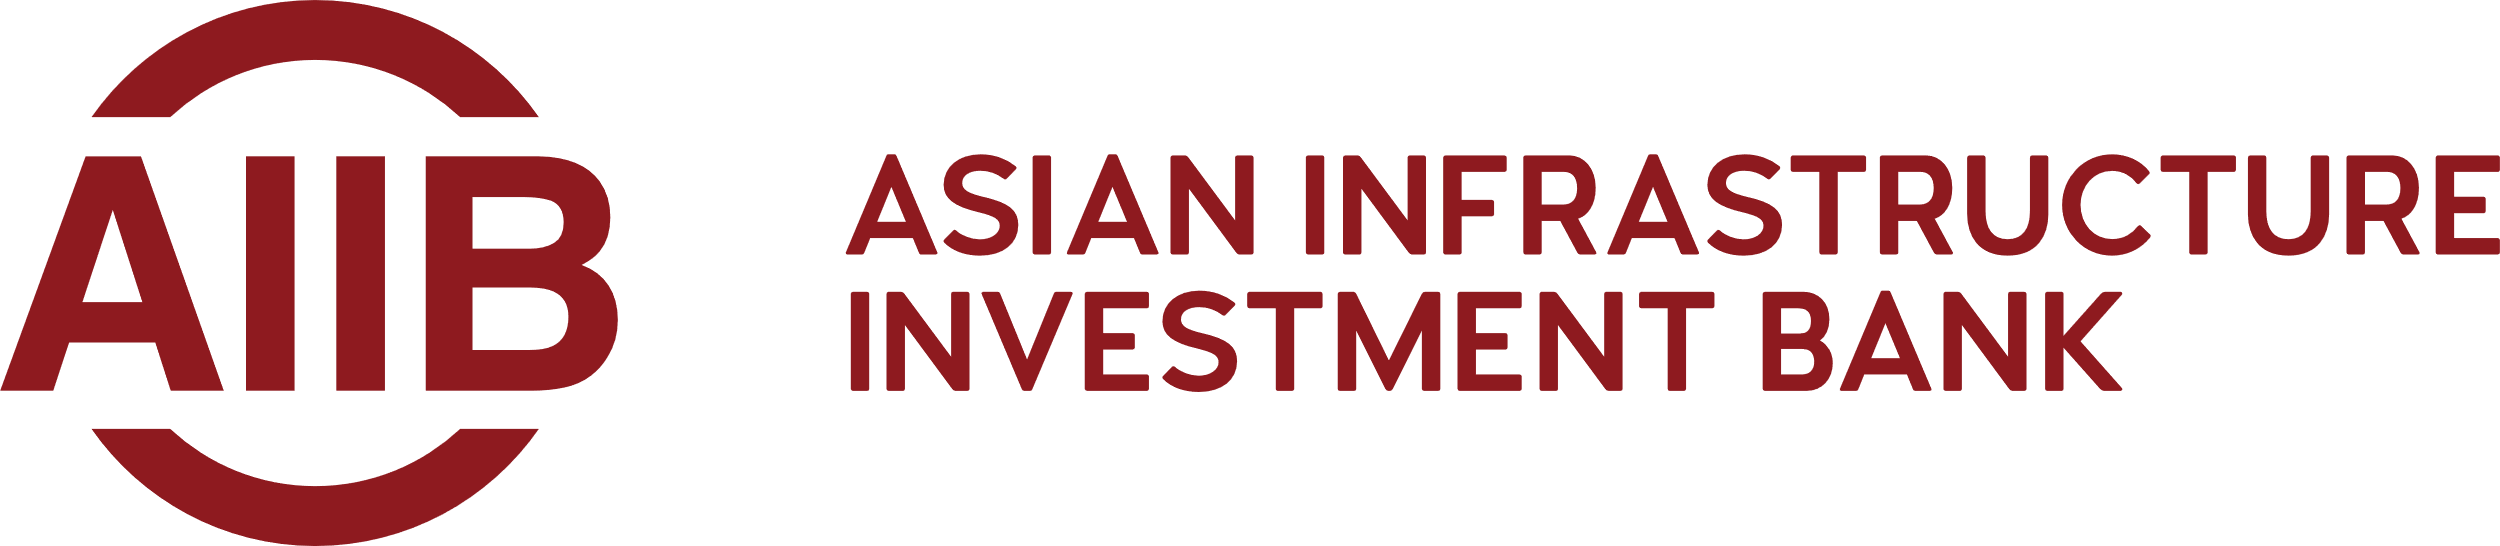 AIIB
ASIAN INFRASTRUCTURE
INVESTMENT BANK